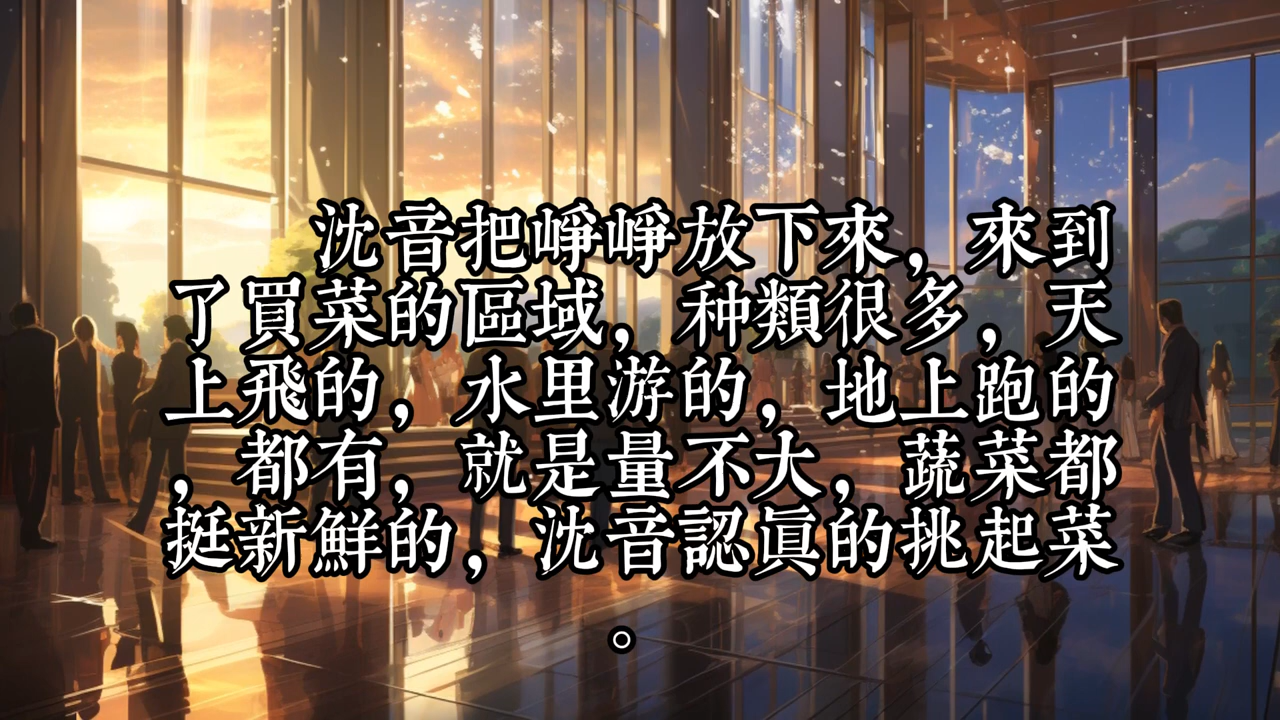 沈音把崢崢放下來，來到
了買菜的區域，种類很多，天
上飛的，水里游的，地上跑的
，都有，就是量不大，蔬菜都
挺新鮮的，沈音認眞的挑起菜
。